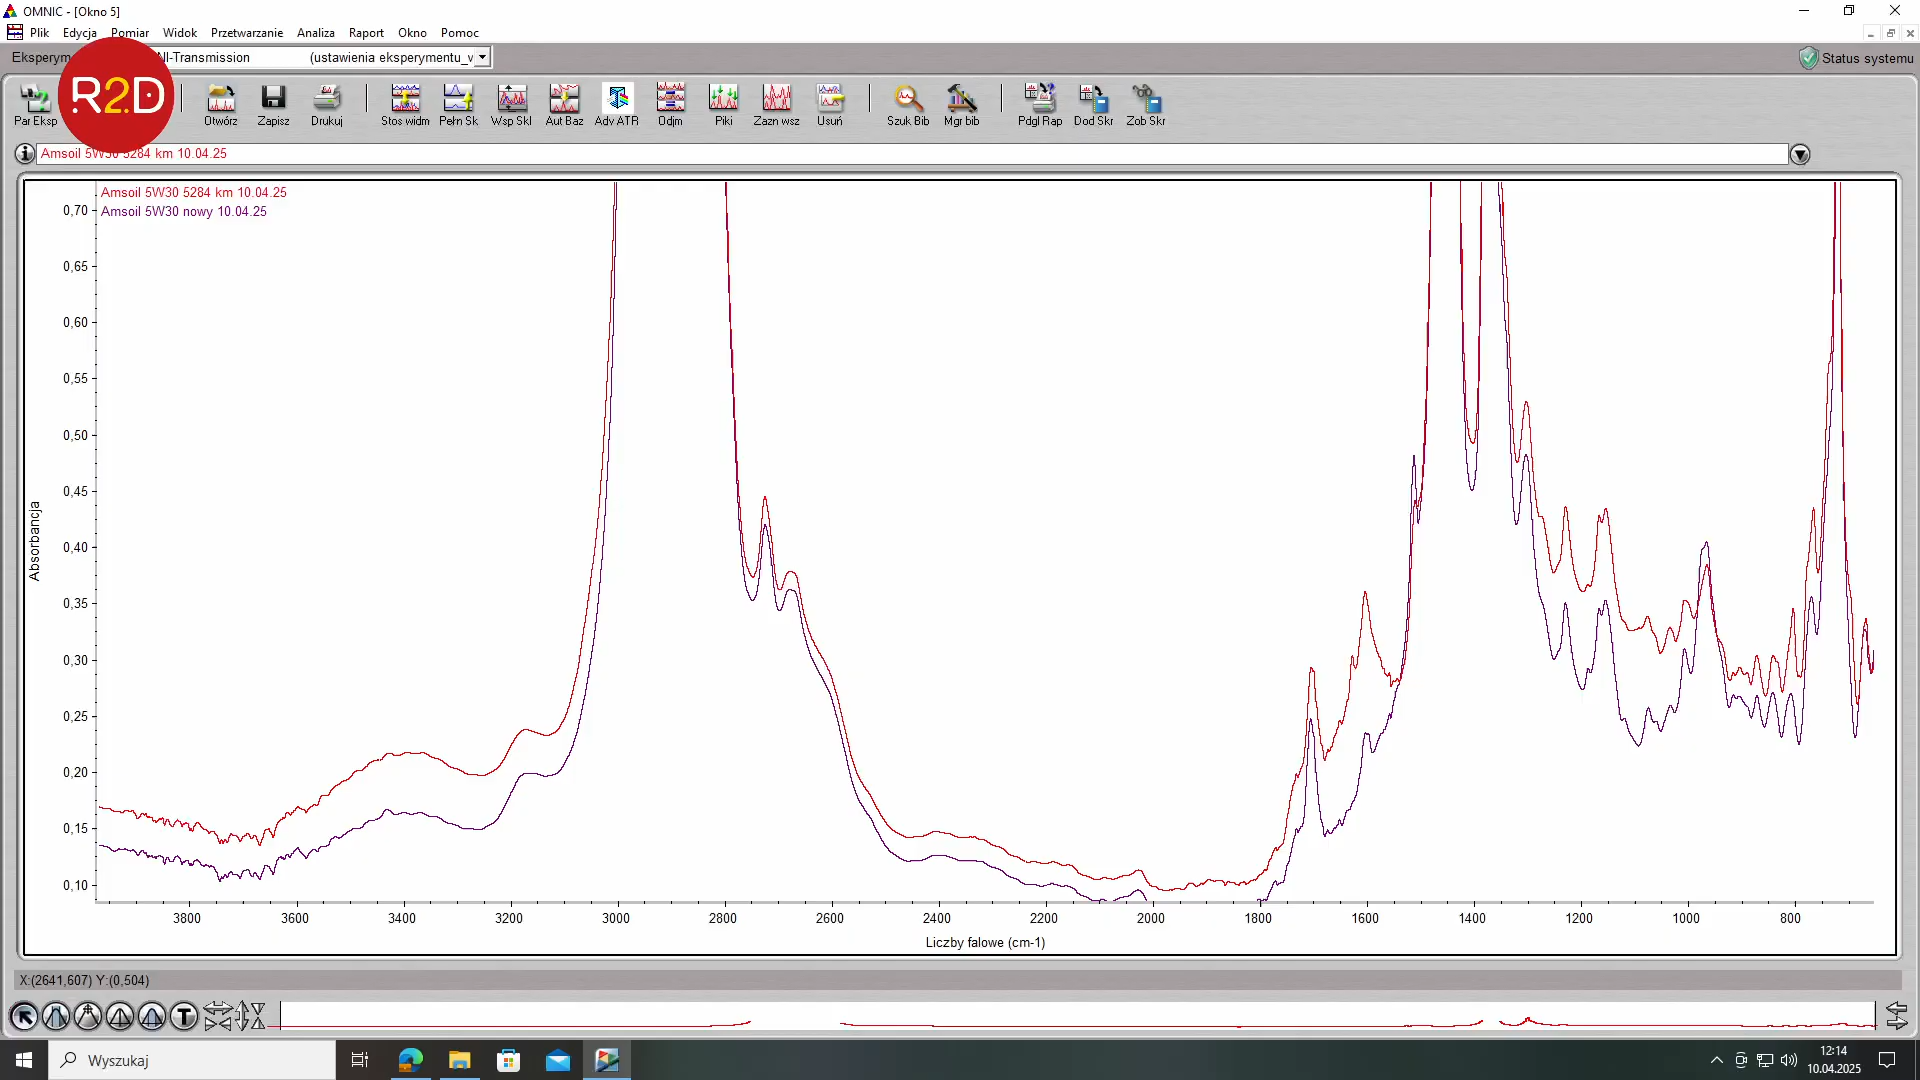 OMNIC - [Okno 5]
Plik Edycja Pomiar Widok Przetwarzanie Analiza Raport Okno Pomoc
Eksperym NI-Transmission (ustawienia eksperymentu_v Status systemu
R2D
Par Eksp Otwórz Zapisz Drukuj Stos widm Pełn Sk Wsp Skl Aut Baz Adv ATR Odjm Piki Zazn wsz Usuń Szuk Bib Mgr bib Pdgl Rap Dod Skr Zob Skr
Amsoil 5W30 5284 km 10.04.25
Amsoil 5W30 5284 km 10.04.25
Amsoil 5W30 nowy 10.04.25
0,70
0,65
0,60
0,55
0,50
0,45
0,40
0,35
0,30
0,25
0,20
0,15
0,10
Absorbancja
3800 3600 3400 3200 3000 2800 2600 2400 2200 2000 1800 1600 1400 1200 1000 800
Liczby falowe (cm-1)
X:(2641,607) Y:(0,504)
T
Wyszukaj
12:14
10.04.2025